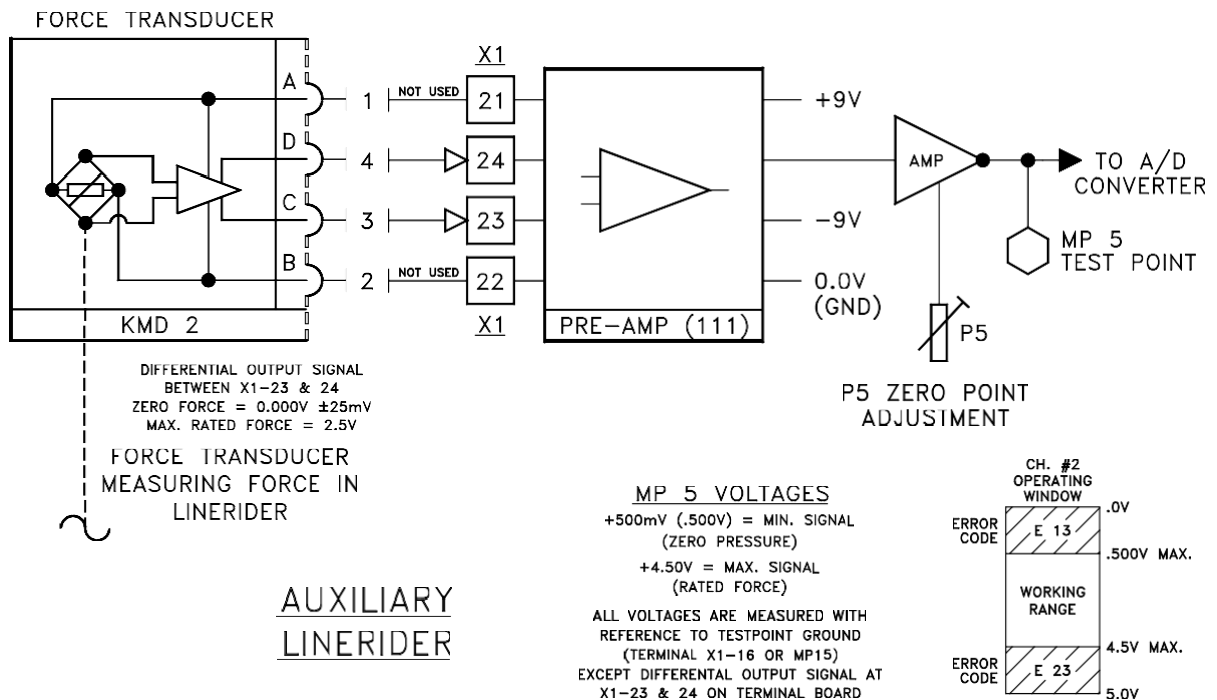 FORCE TRANSDUCER
A
D
C
B
KMD 2
1
4
3
2
NOT USED
NOT USED
X1
21
24
23
22
X1
PRE-AMP (111)
+9V
-9V
0.0V
(GND)
AMP
TO A/D
CONVERTER
MP 5
TEST POINT
P5
P5 ZERO POINT
ADJUSTMENT
DIFFERENTIAL OUTPUT SIGNAL
BETWEEN X1-23 & 24
ZERO FORCE = 0.000V ±25mV
MAX. RATED FORCE = 2.5V
FORCE TRANSDUCER
MEASURING FORCE IN
LINERIDER
AUXILIARY
LINERIDER
MP 5 VOLTAGES
+500mV (.500V) = MIN. SIGNAL
(ZERO PRESSURE)
+4.50V = MAX. SIGNAL
(RATED FORCE)
ALL VOLTAGES ARE MEASURED WITH
REFERENCE TO TESTPOINT GROUND
(TERMINAL X1-16 OR MP15)
EXCEPT DIFFERENTAL OUTPUT SIGNAL AT
X1-23 & 24 ON TERMINAL BOARD
CH. #2
OPERATING
WINDOW
.0V
ERROR
CODE
E 13
.500V MAX.
WORKING
RANGE
4.5V MAX.
ERROR
CODE
E 23
5.0V